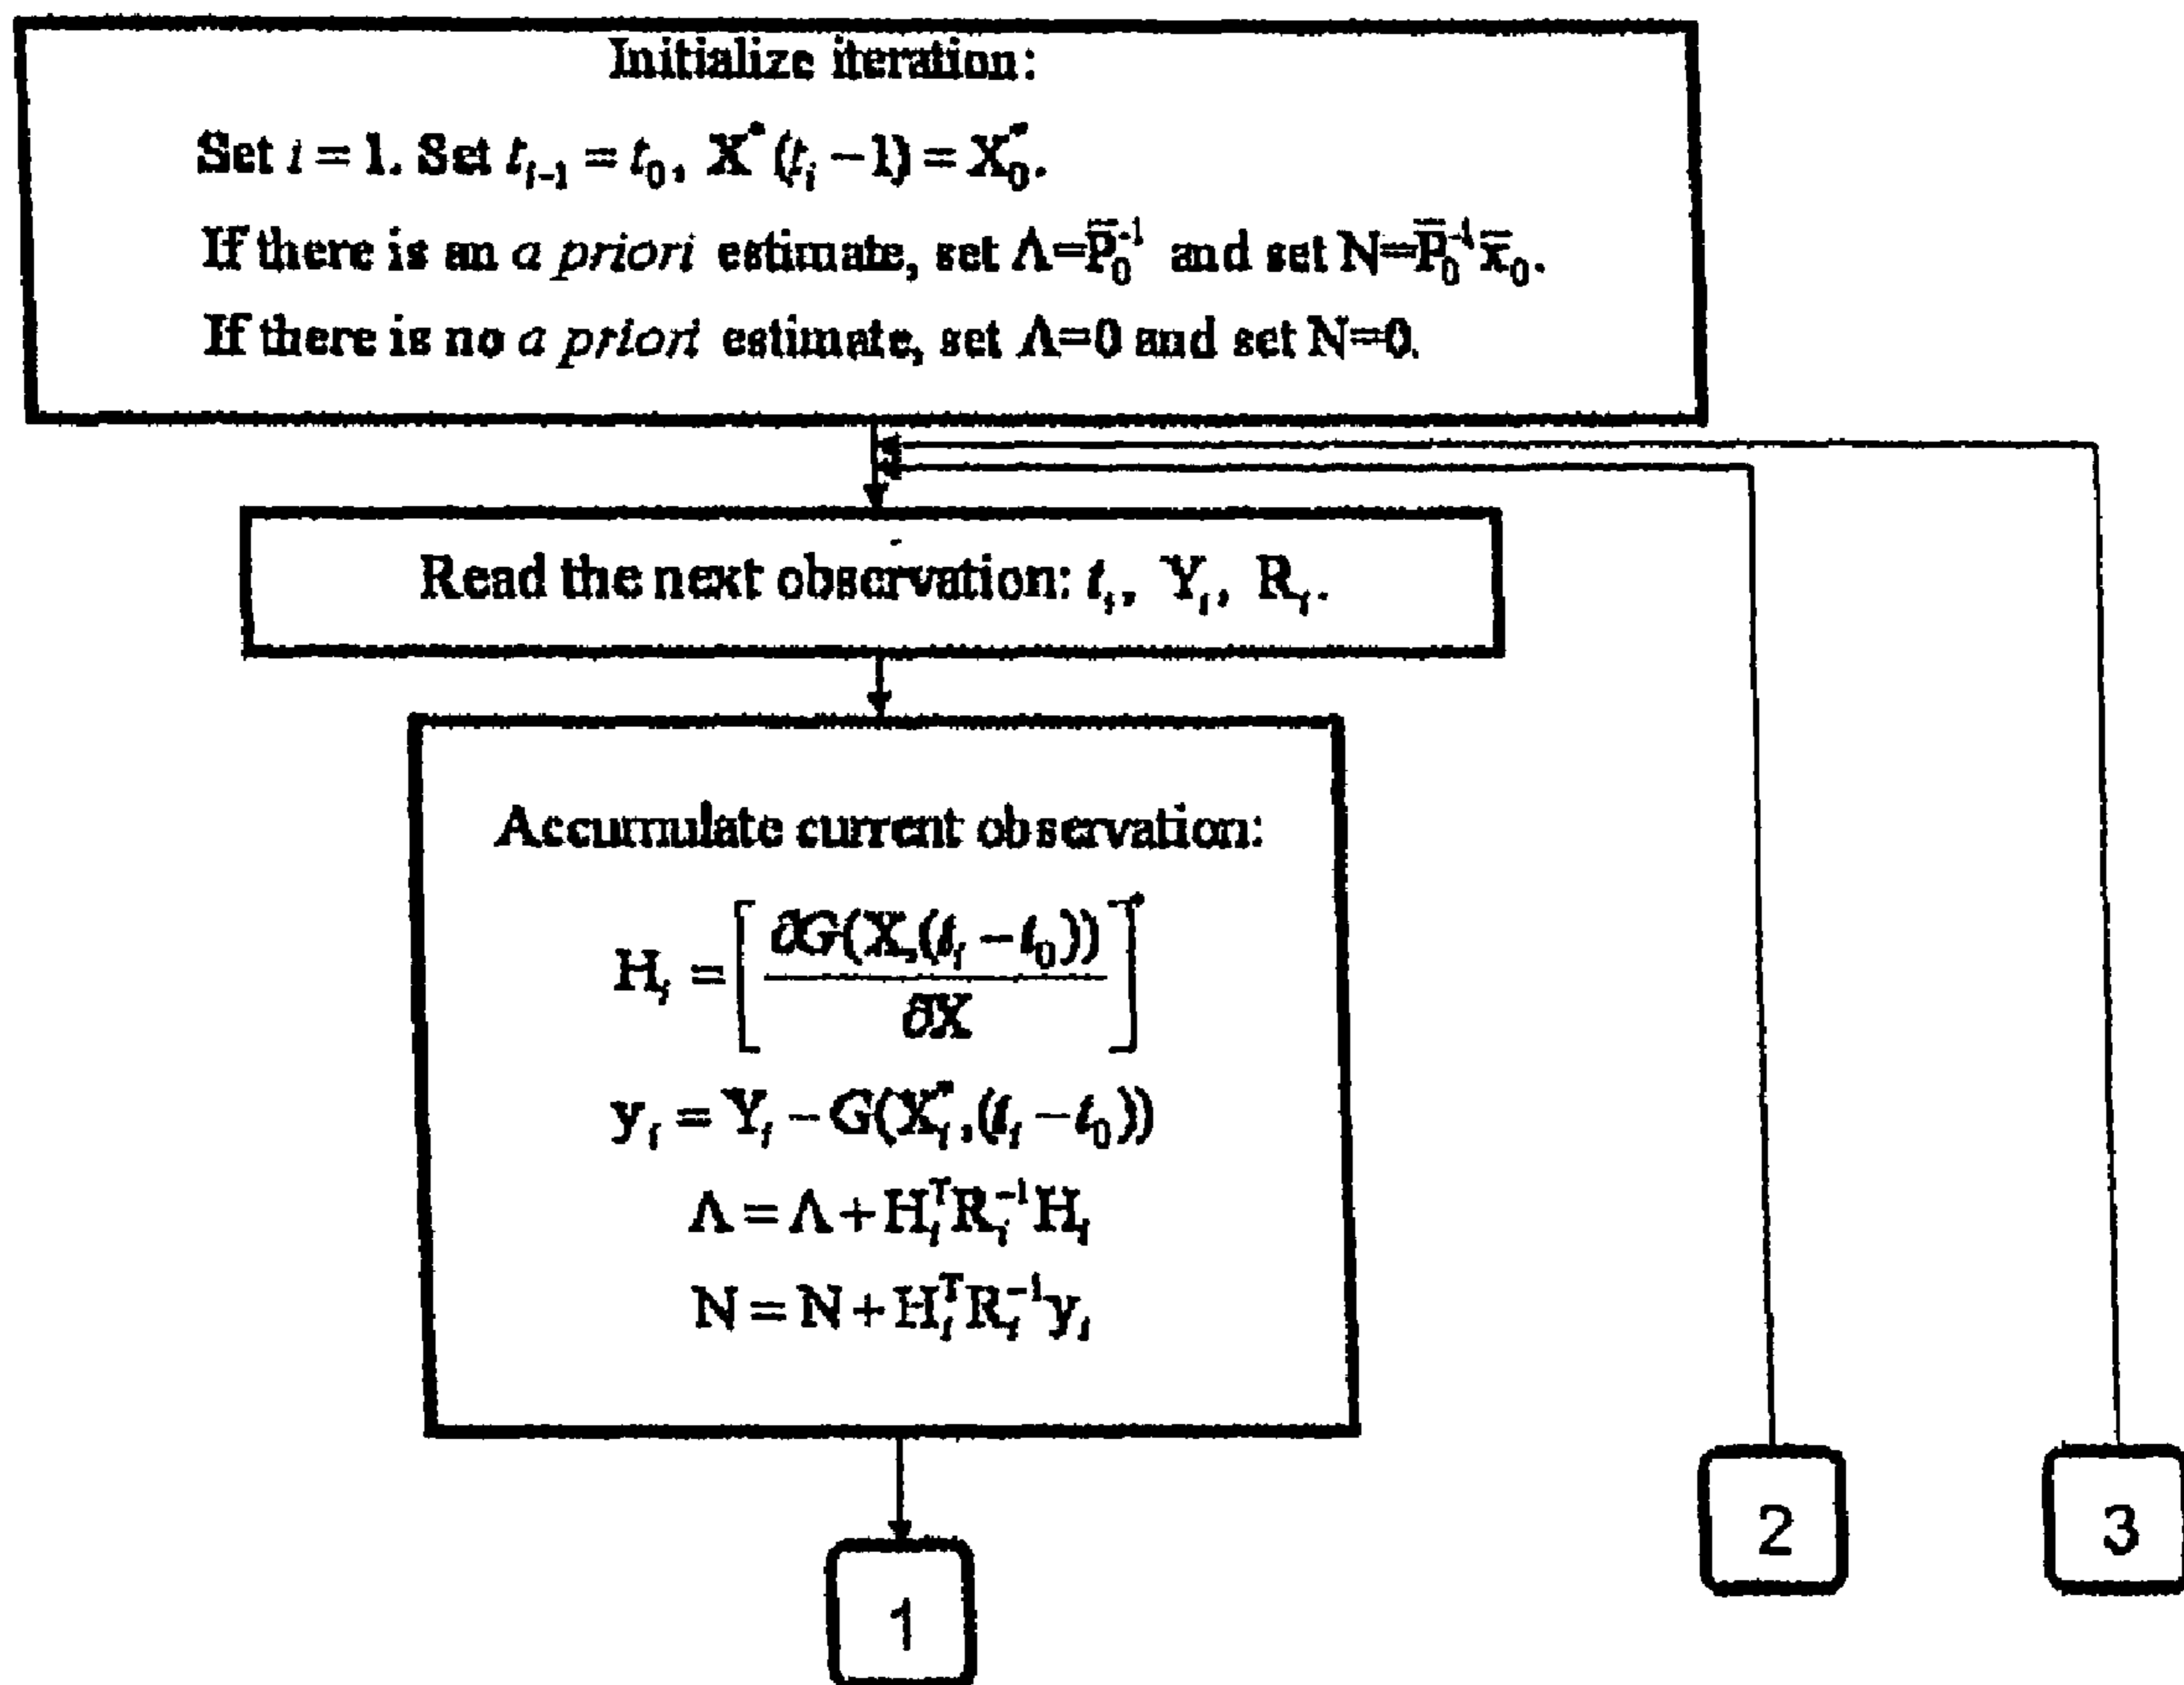 Initialize iteration:
Set i = 1. Set t_{i-1} = t_0, X^*(t_i - 1) = X_0^*.
If there is an a priori estimate, set Λ=P̄_0^{-1} and set N=P̄_0^{-1}x̄_0.
If there is no a priori estimate, set Λ=0 and set N=0.
Read the next observation: t_i, Y_i, R_i.
Accumulate current observation:
H_i = [∂G(X,(t_i - t_0)) / ∂X]^*
y_i = Y_i - G(X_i^*,(t_i - t_0))
Λ = Λ + H_i^T R_i^{-1} H_i
N = N + H_i^T R_i^{-1} y_i
1
2
3